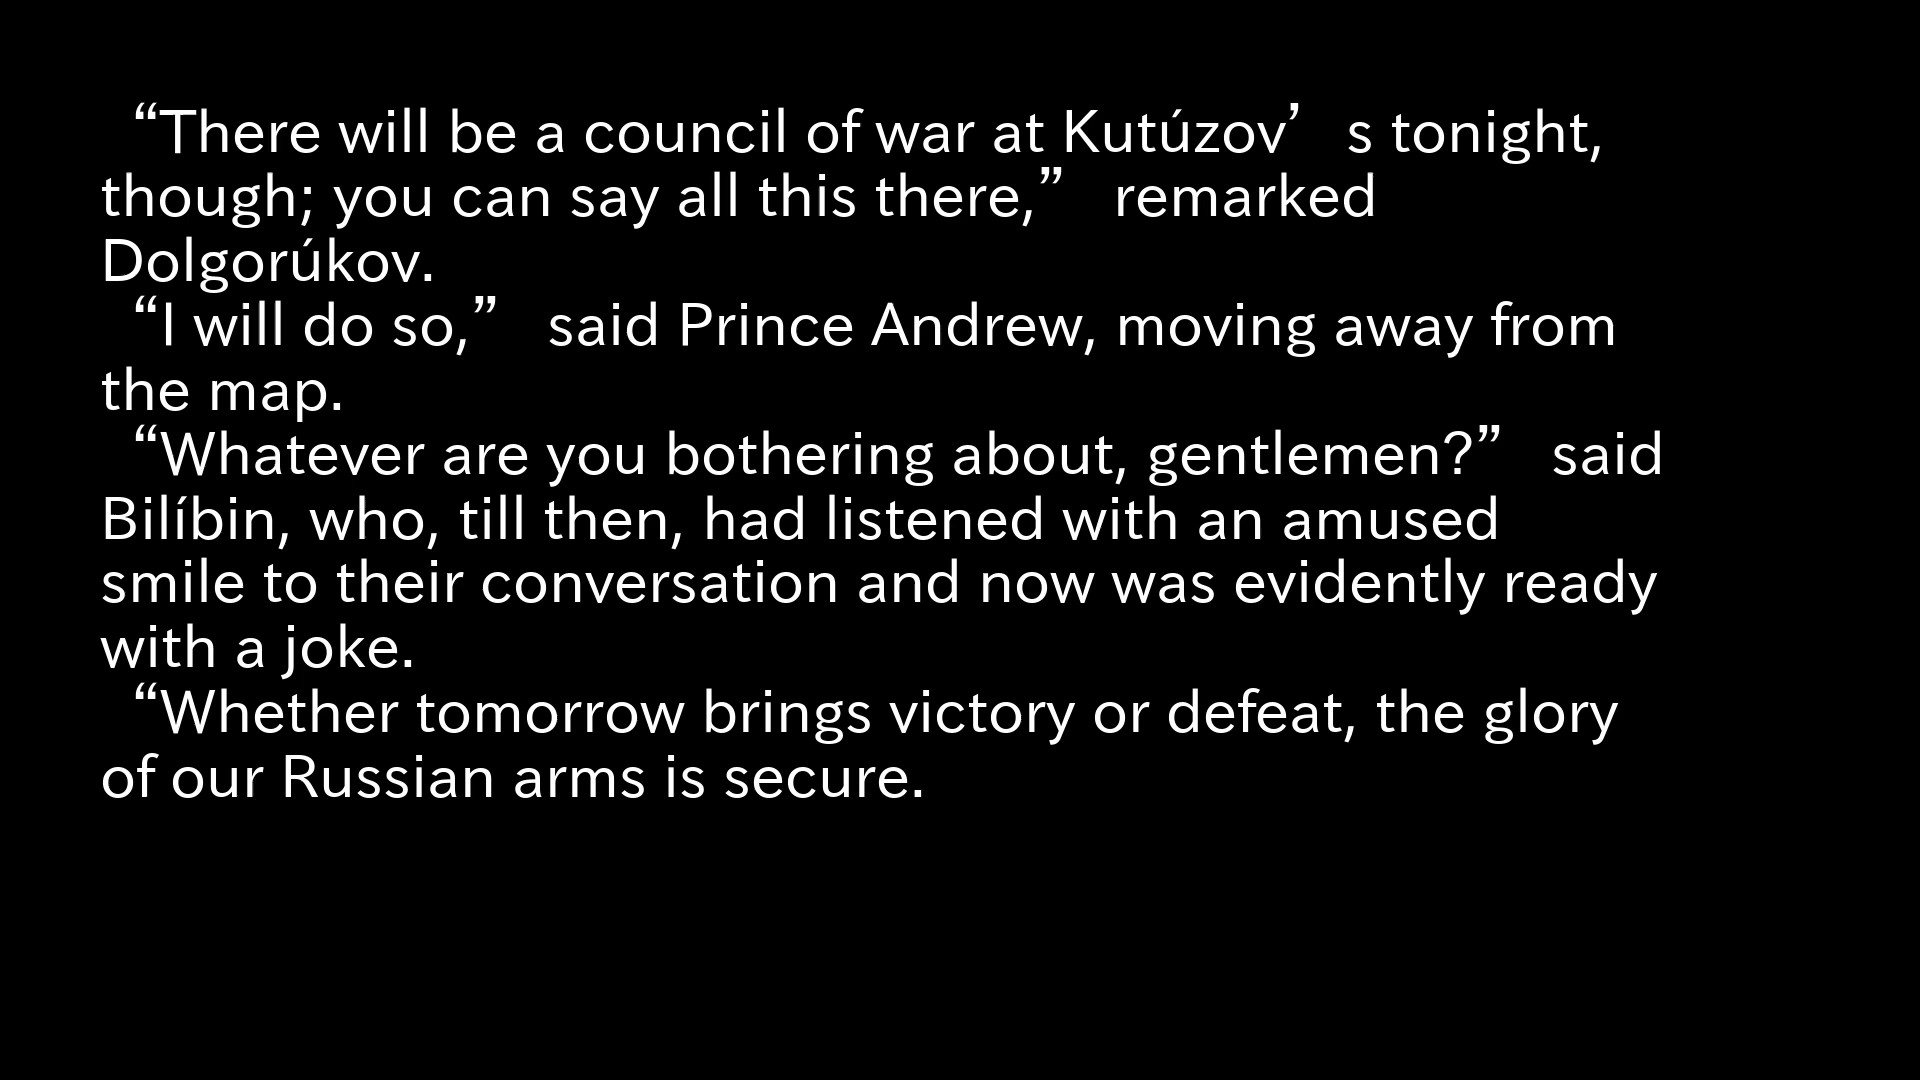 “There will be a council of war at Kutúzov’s tonight,
though; you can say all this there,” remarked
Dolgorúkov.
“I will do so,” said Prince Andrew, moving away from
the map.
“Whatever are you bothering about, gentlemen?” said
Bilíbin, who, till then, had listened with an amused
smile to their conversation and now was evidently ready
with a joke.
“Whether tomorrow brings victory or defeat, the glory
of our Russian arms is secure.